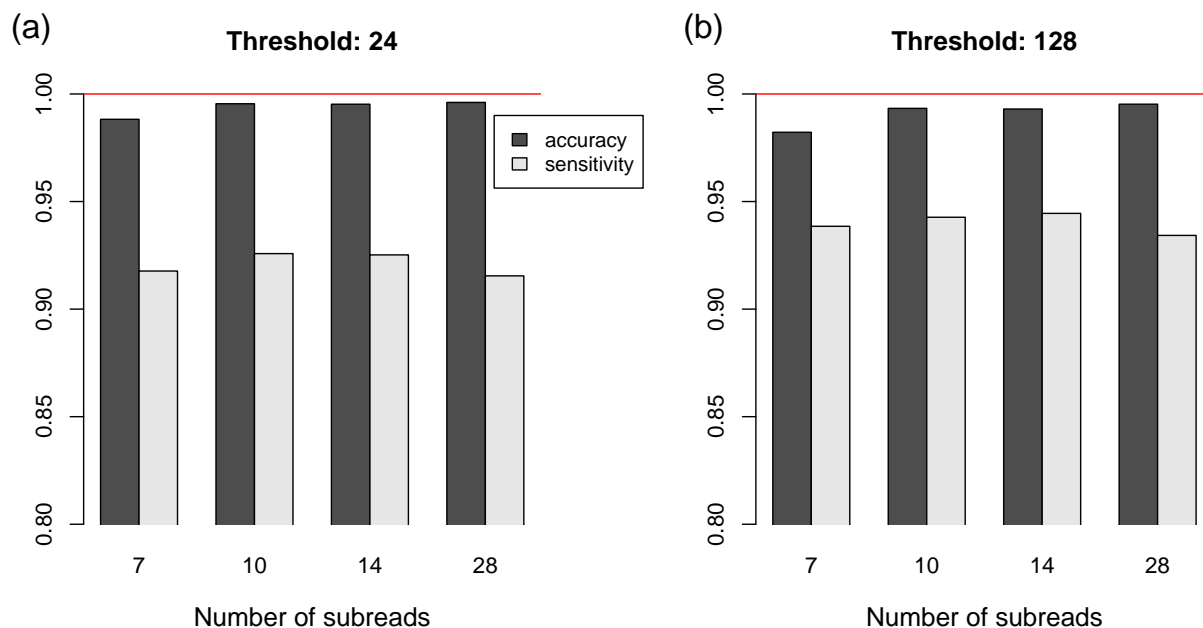 (a)
Threshold: 24
1.00
0.95
0.90
0.85
0.80
accuracy
sensitivity
7 10 14 28
Number of subreads
(b)
Threshold: 128
1.00
0.95
0.90
0.85
0.80
7 10 14 28
Number of subreads